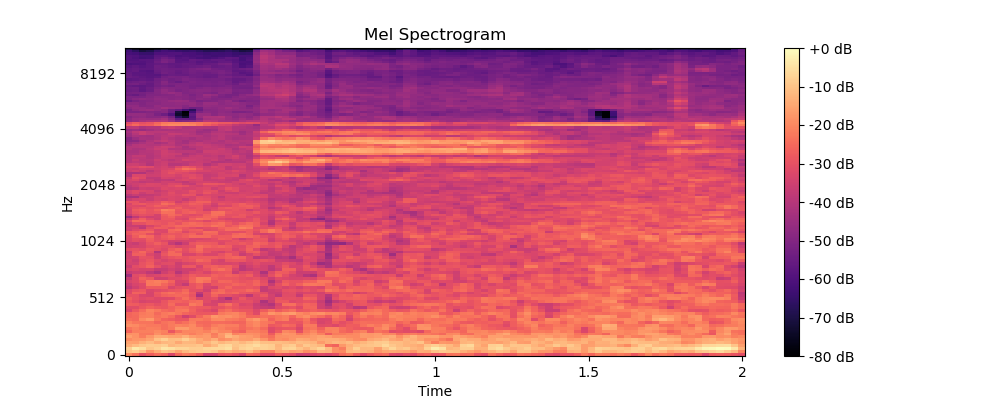 Mel Spectrogram
Hz
8192
4096
2048
1024
512
0
0
0.5
1
1.5
2
Time
+0 dB
-10 dB
-20 dB
-30 dB
-40 dB
-50 dB
-60 dB
-70 dB
-80 dB